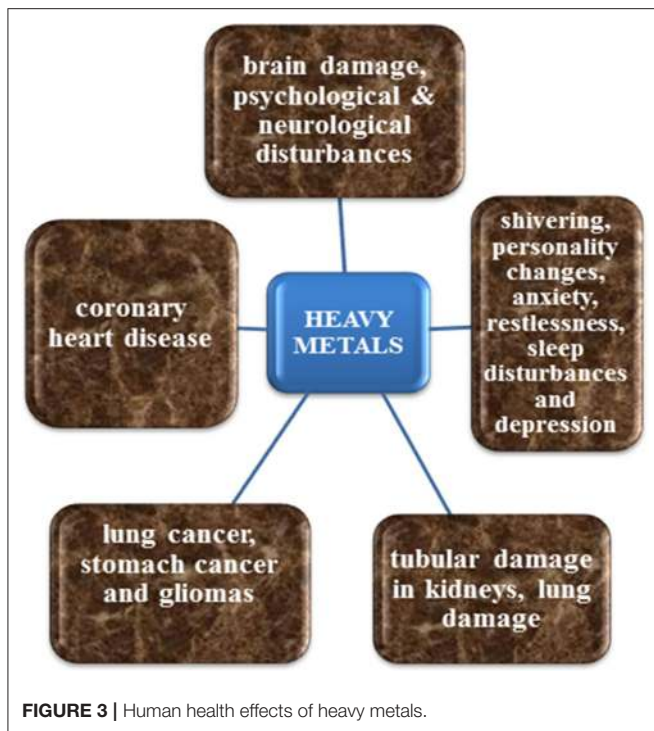 brain damage,
psychological &
neurological
disturbances
coronary
heart disease
HEAVY
METALS
shivering,
personality
changes,
anxiety,
restlessness,
sleep
disturbances
and
depression
lung cancer,
stomach cancer
and gliomas
tubular damage
in kidneys, lung
damage
FIGURE 3 | Human health effects of heavy metals.